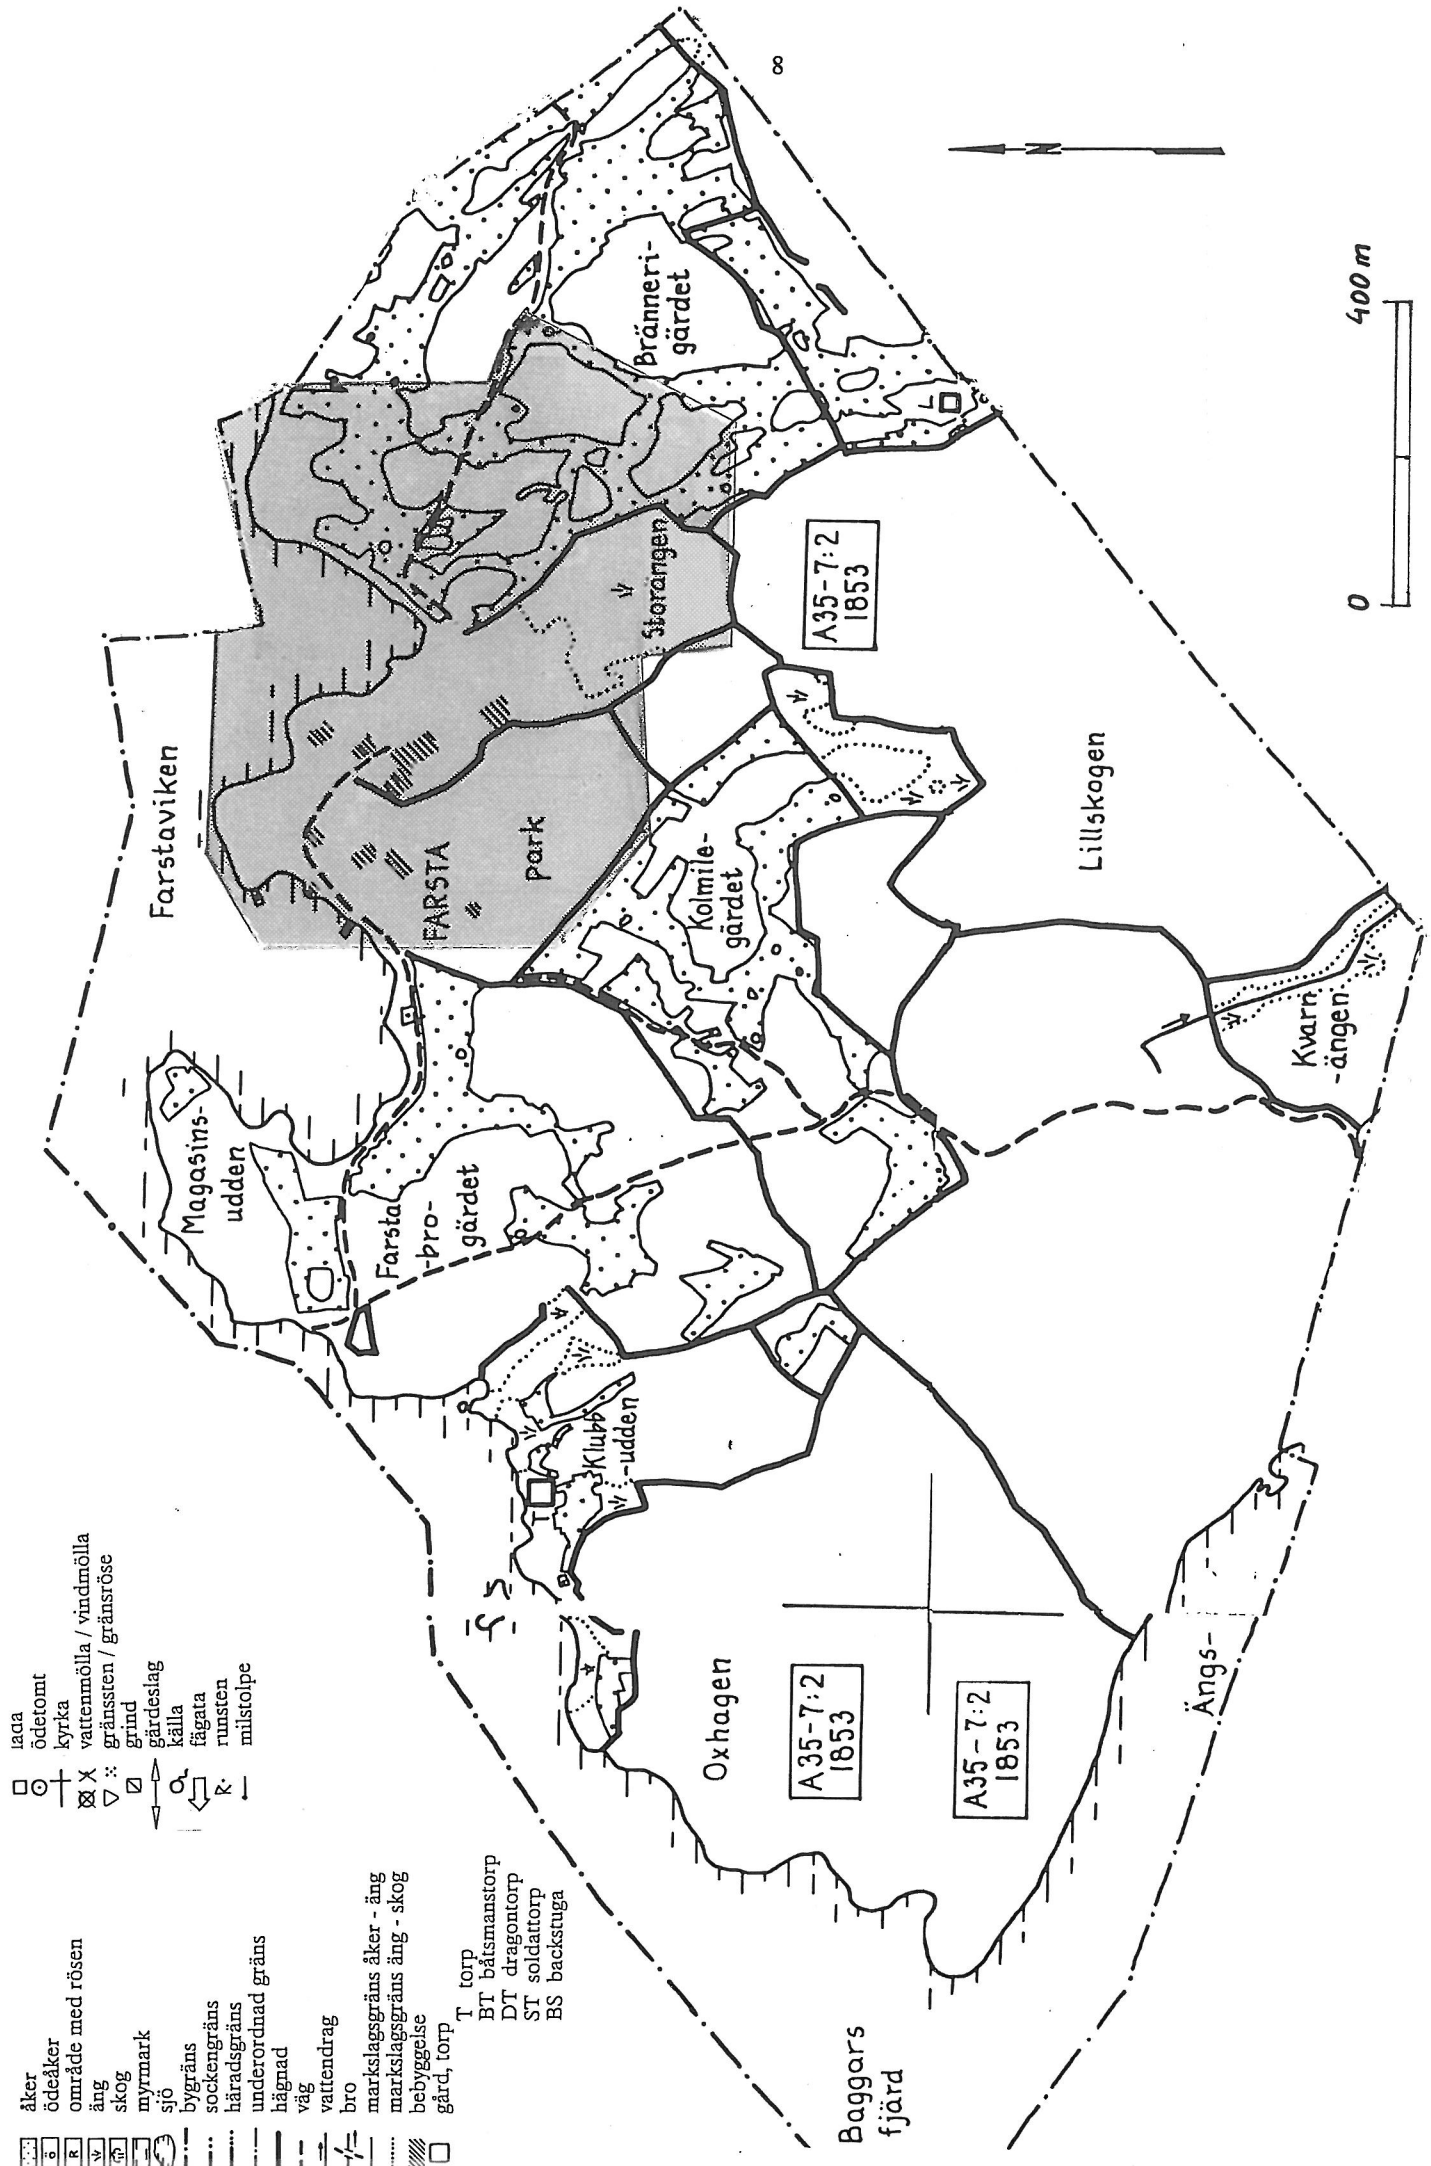 8
N
400 m
0
Farstaviken
Bränneri-
gärdet
Storängen
A35-7:2
1853
FARSTA
park
Kolmile-
gärdet
Lillskogen
Kvarn
-ängen
Magasins-
udden
Farsta
-bro-
gärdet
Klubb
-udden
T
T
Oxhagen
A35-7:2
1853
A35-7:2
1853
Ängs-
Baggars
fjärd
lada
ödetomt
kyrka
vattenmölla / vindmölla
gränssten / gränsröse
grind
gärdeslag
källa
fägata
R· runsten
milstolpe
åker
ödeåker
R område med rösen
äng
skog
myrmark
sjö
bygräns
sockengräns
häradsgräns
underordnad gräns
hägnad
väg
vattendrag
bro
markslagsgräns åker - äng
markslagsgräns äng - skog
bebyggelse
gård, torp
T torp
BT båtsmanstorp
DT dragontorp
ST soldattorp
BS backstuga